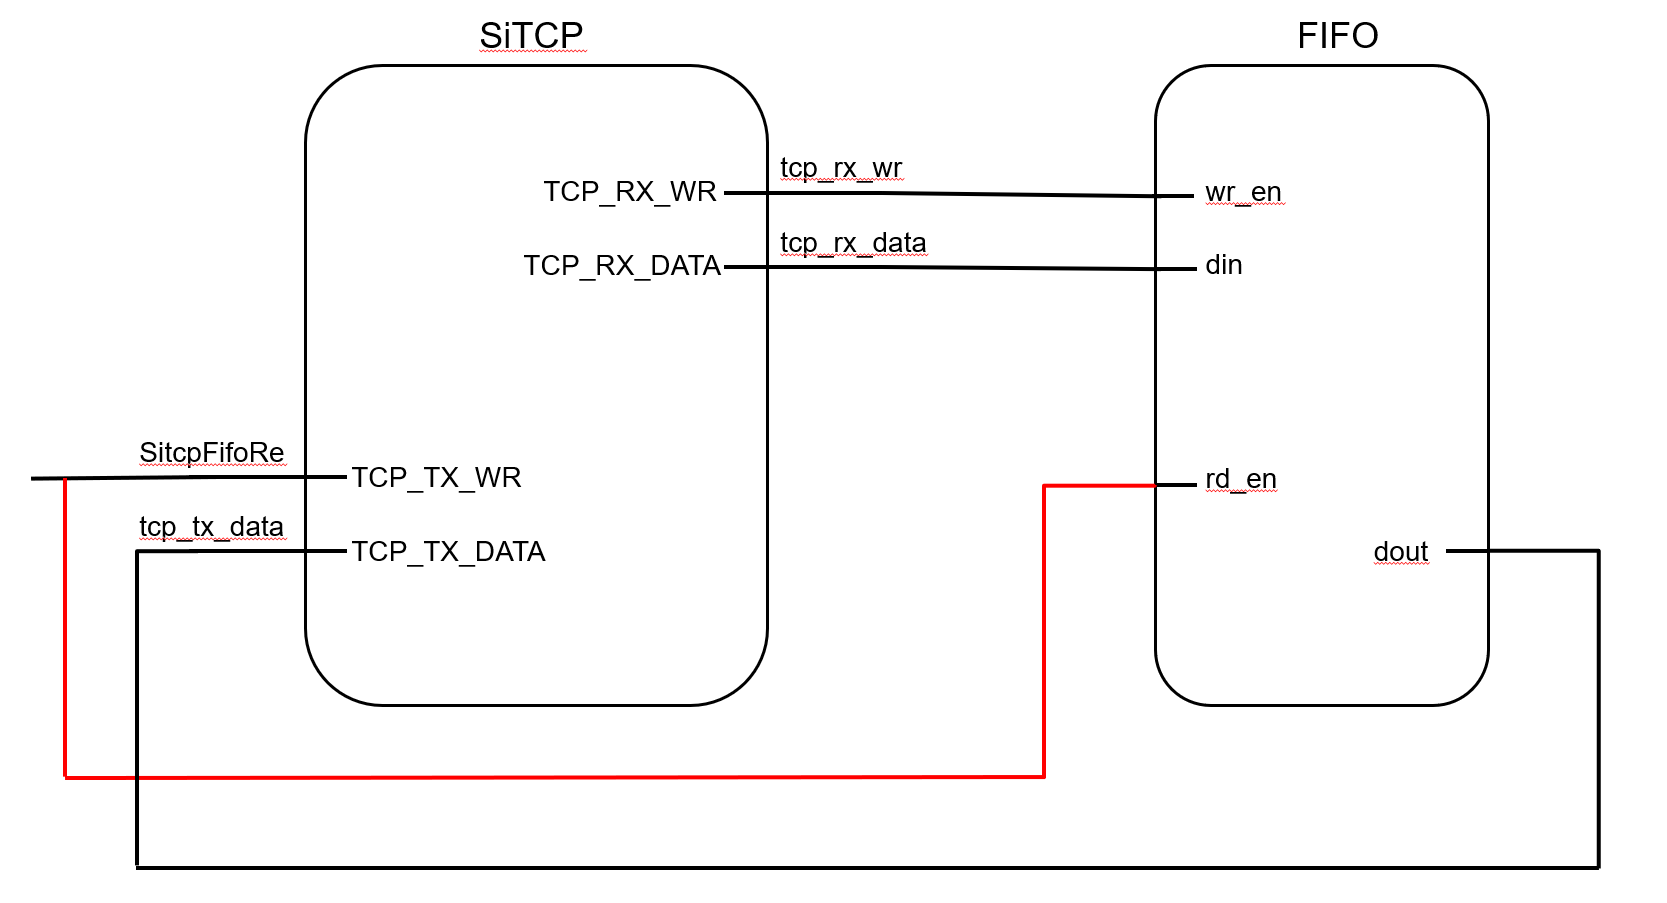 SiTCP
FIFO
TCP_RX_WR
tcp_rx_wr
wr_en
TCP_RX_DATA
tcp_rx_data
din
SitcpFifoRe
TCP_TX_WR
rd_en
tcp_tx_data
TCP_TX_DATA
dout